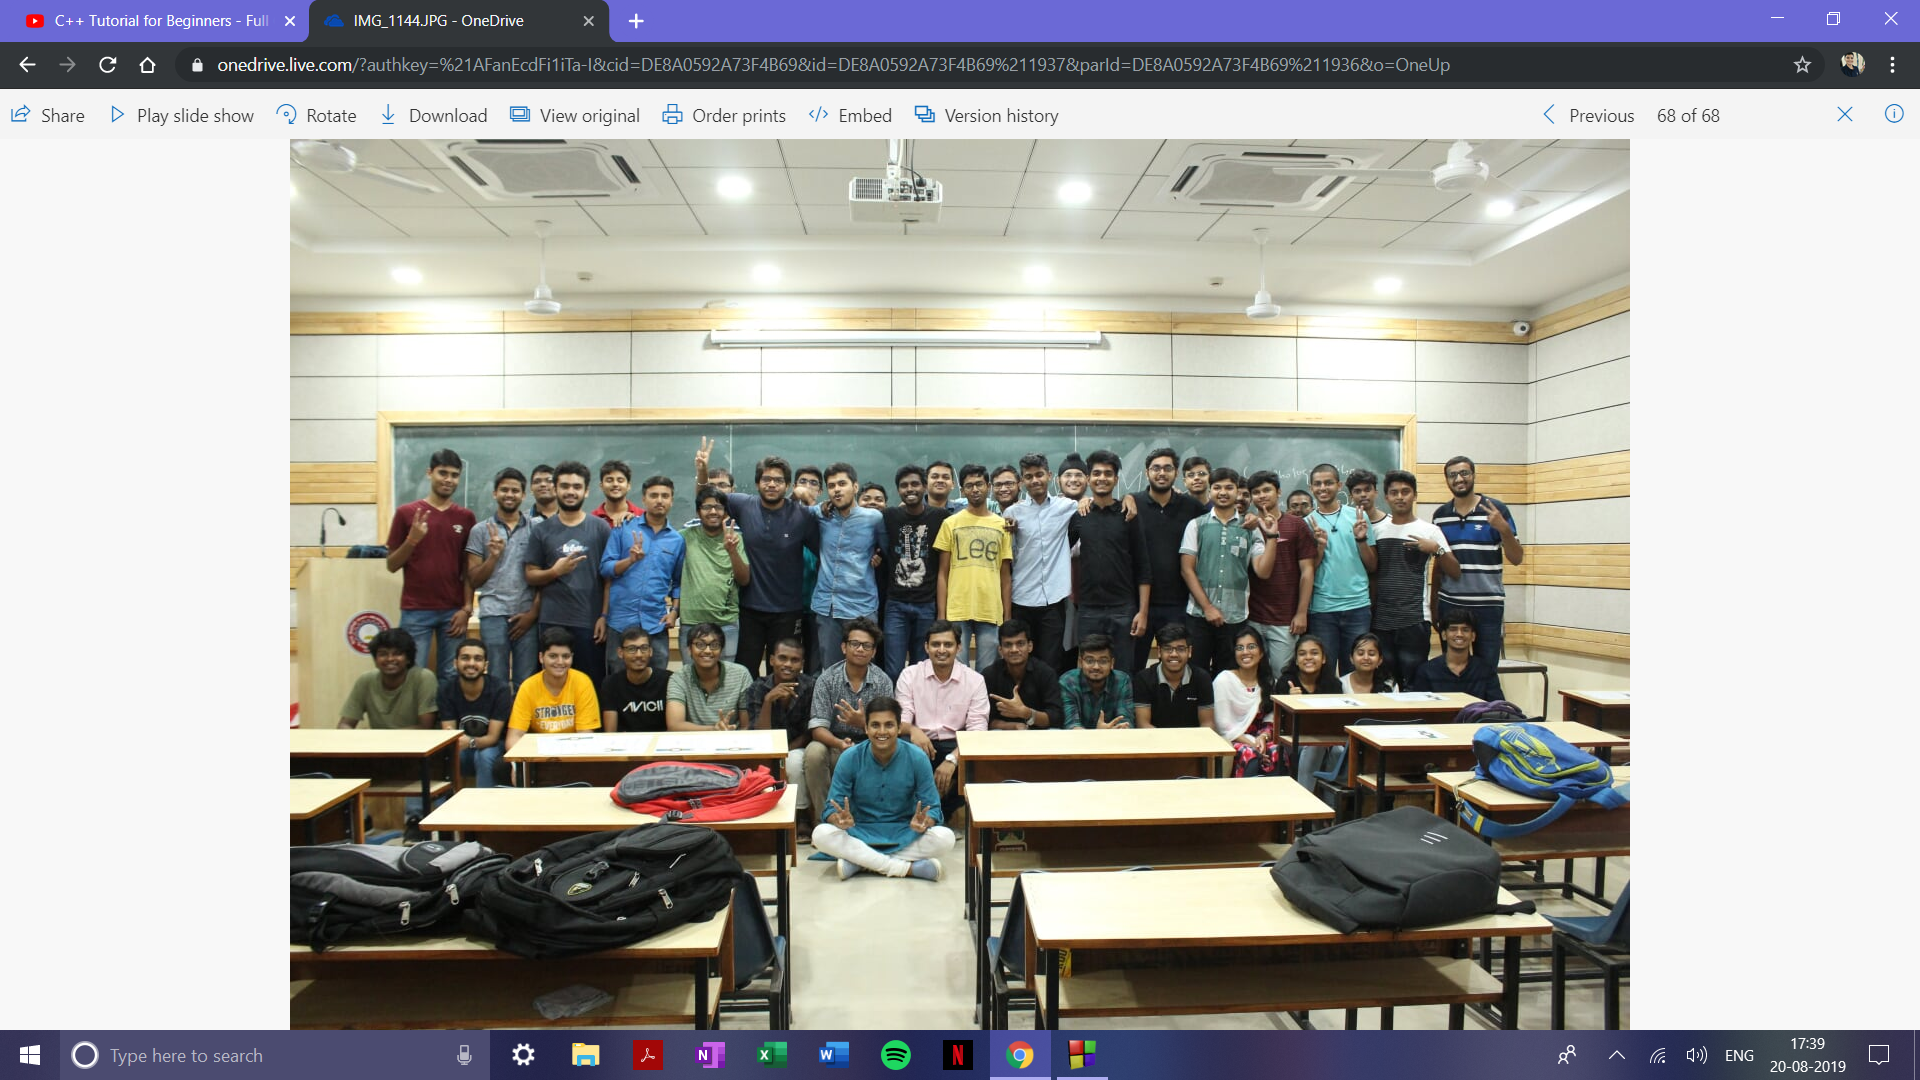 C++ Tutorial for Beginners - Full
IMG_1144.JPG - OneDrive
onedrive.live.com/?authkey=%21AFanEcdFi1iTa-I&cid=DE8A0592A73F4B69&id=DE8A0592A73F4B69%211937&parId=DE8A0592A73F4B69%211936&o=OneUp
Share Play slide show Rotate Download View original Order prints Embed Version history Previous 68 of 68
Lee
AVICII
STRONGER
EVERYDAY
Type here to search
ENG
17:39
20-08-2019